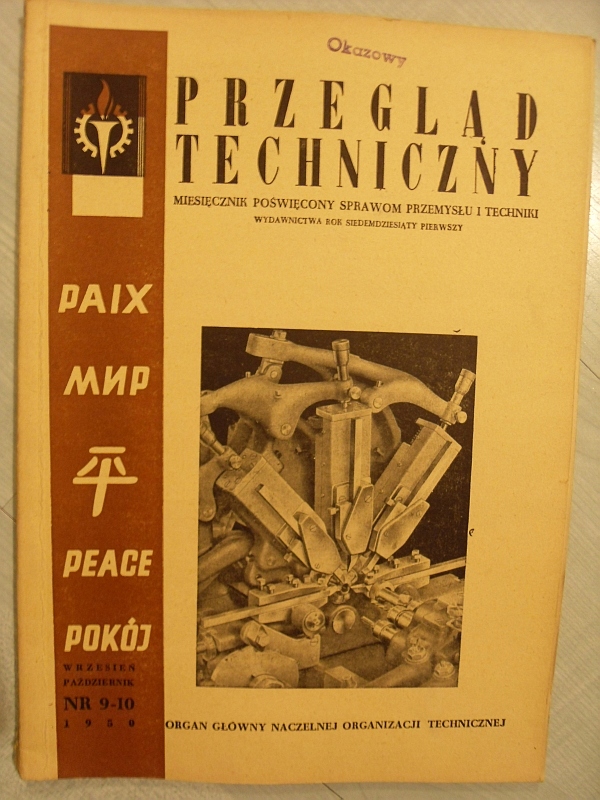 Okazowy
PRZEGLĄD
TECHNICZNY
MIESIĘCZNIK POŚWIĘCONY SPRAWOM PRZEMYSŁU I TECHNIKI
WYDAWNICTWA ROK SIEDEMDZIESIĄTY PIERWSZY
PAIX
МИР
平
PEACE
POKÓJ
WRZESIEŃ
PAŹDZIERNIK
NR 9-10
1950
ORGAN GŁÓWNY NACZELNEJ ORGANIZACJI TECHNICZNEJ